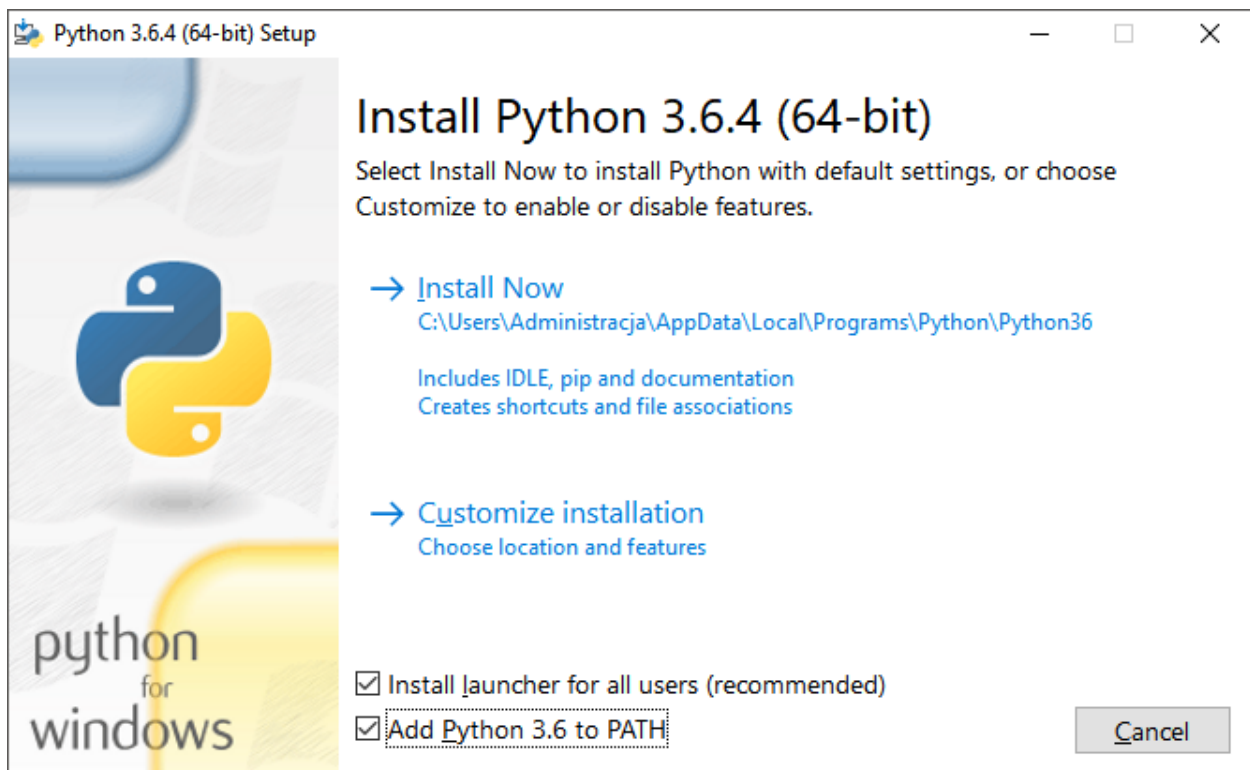 Python 3.6.4 (64-bit) Setup
Install Python 3.6.4 (64-bit)
Select Install Now to install Python with default settings, or choose
Customize to enable or disable features.
Install Now
C:\Users\Administracja\AppData\Local\Programs\Python\Python36
Includes IDLE, pip and documentation
Creates shortcuts and file associations
Customize installation
Choose location and features
python
for
windows
Install launcher for all users (recommended)
Add Python 3.6 to PATH
Cancel